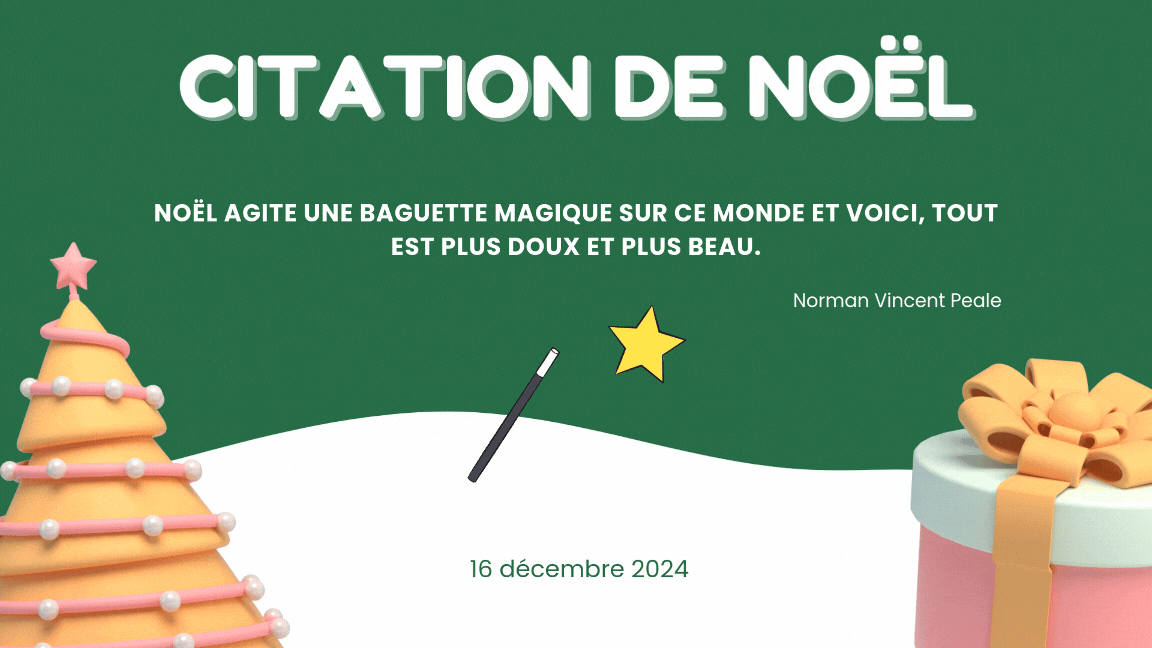 CITATION DE NOËL
NOËL AGITE UNE BAGUETTE MAGIQUE SUR CE MONDE ET VOICI, TOUT
EST PLUS DOUX ET PLUS BEAU.
Norman Vincent Peale
16 décembre 2024